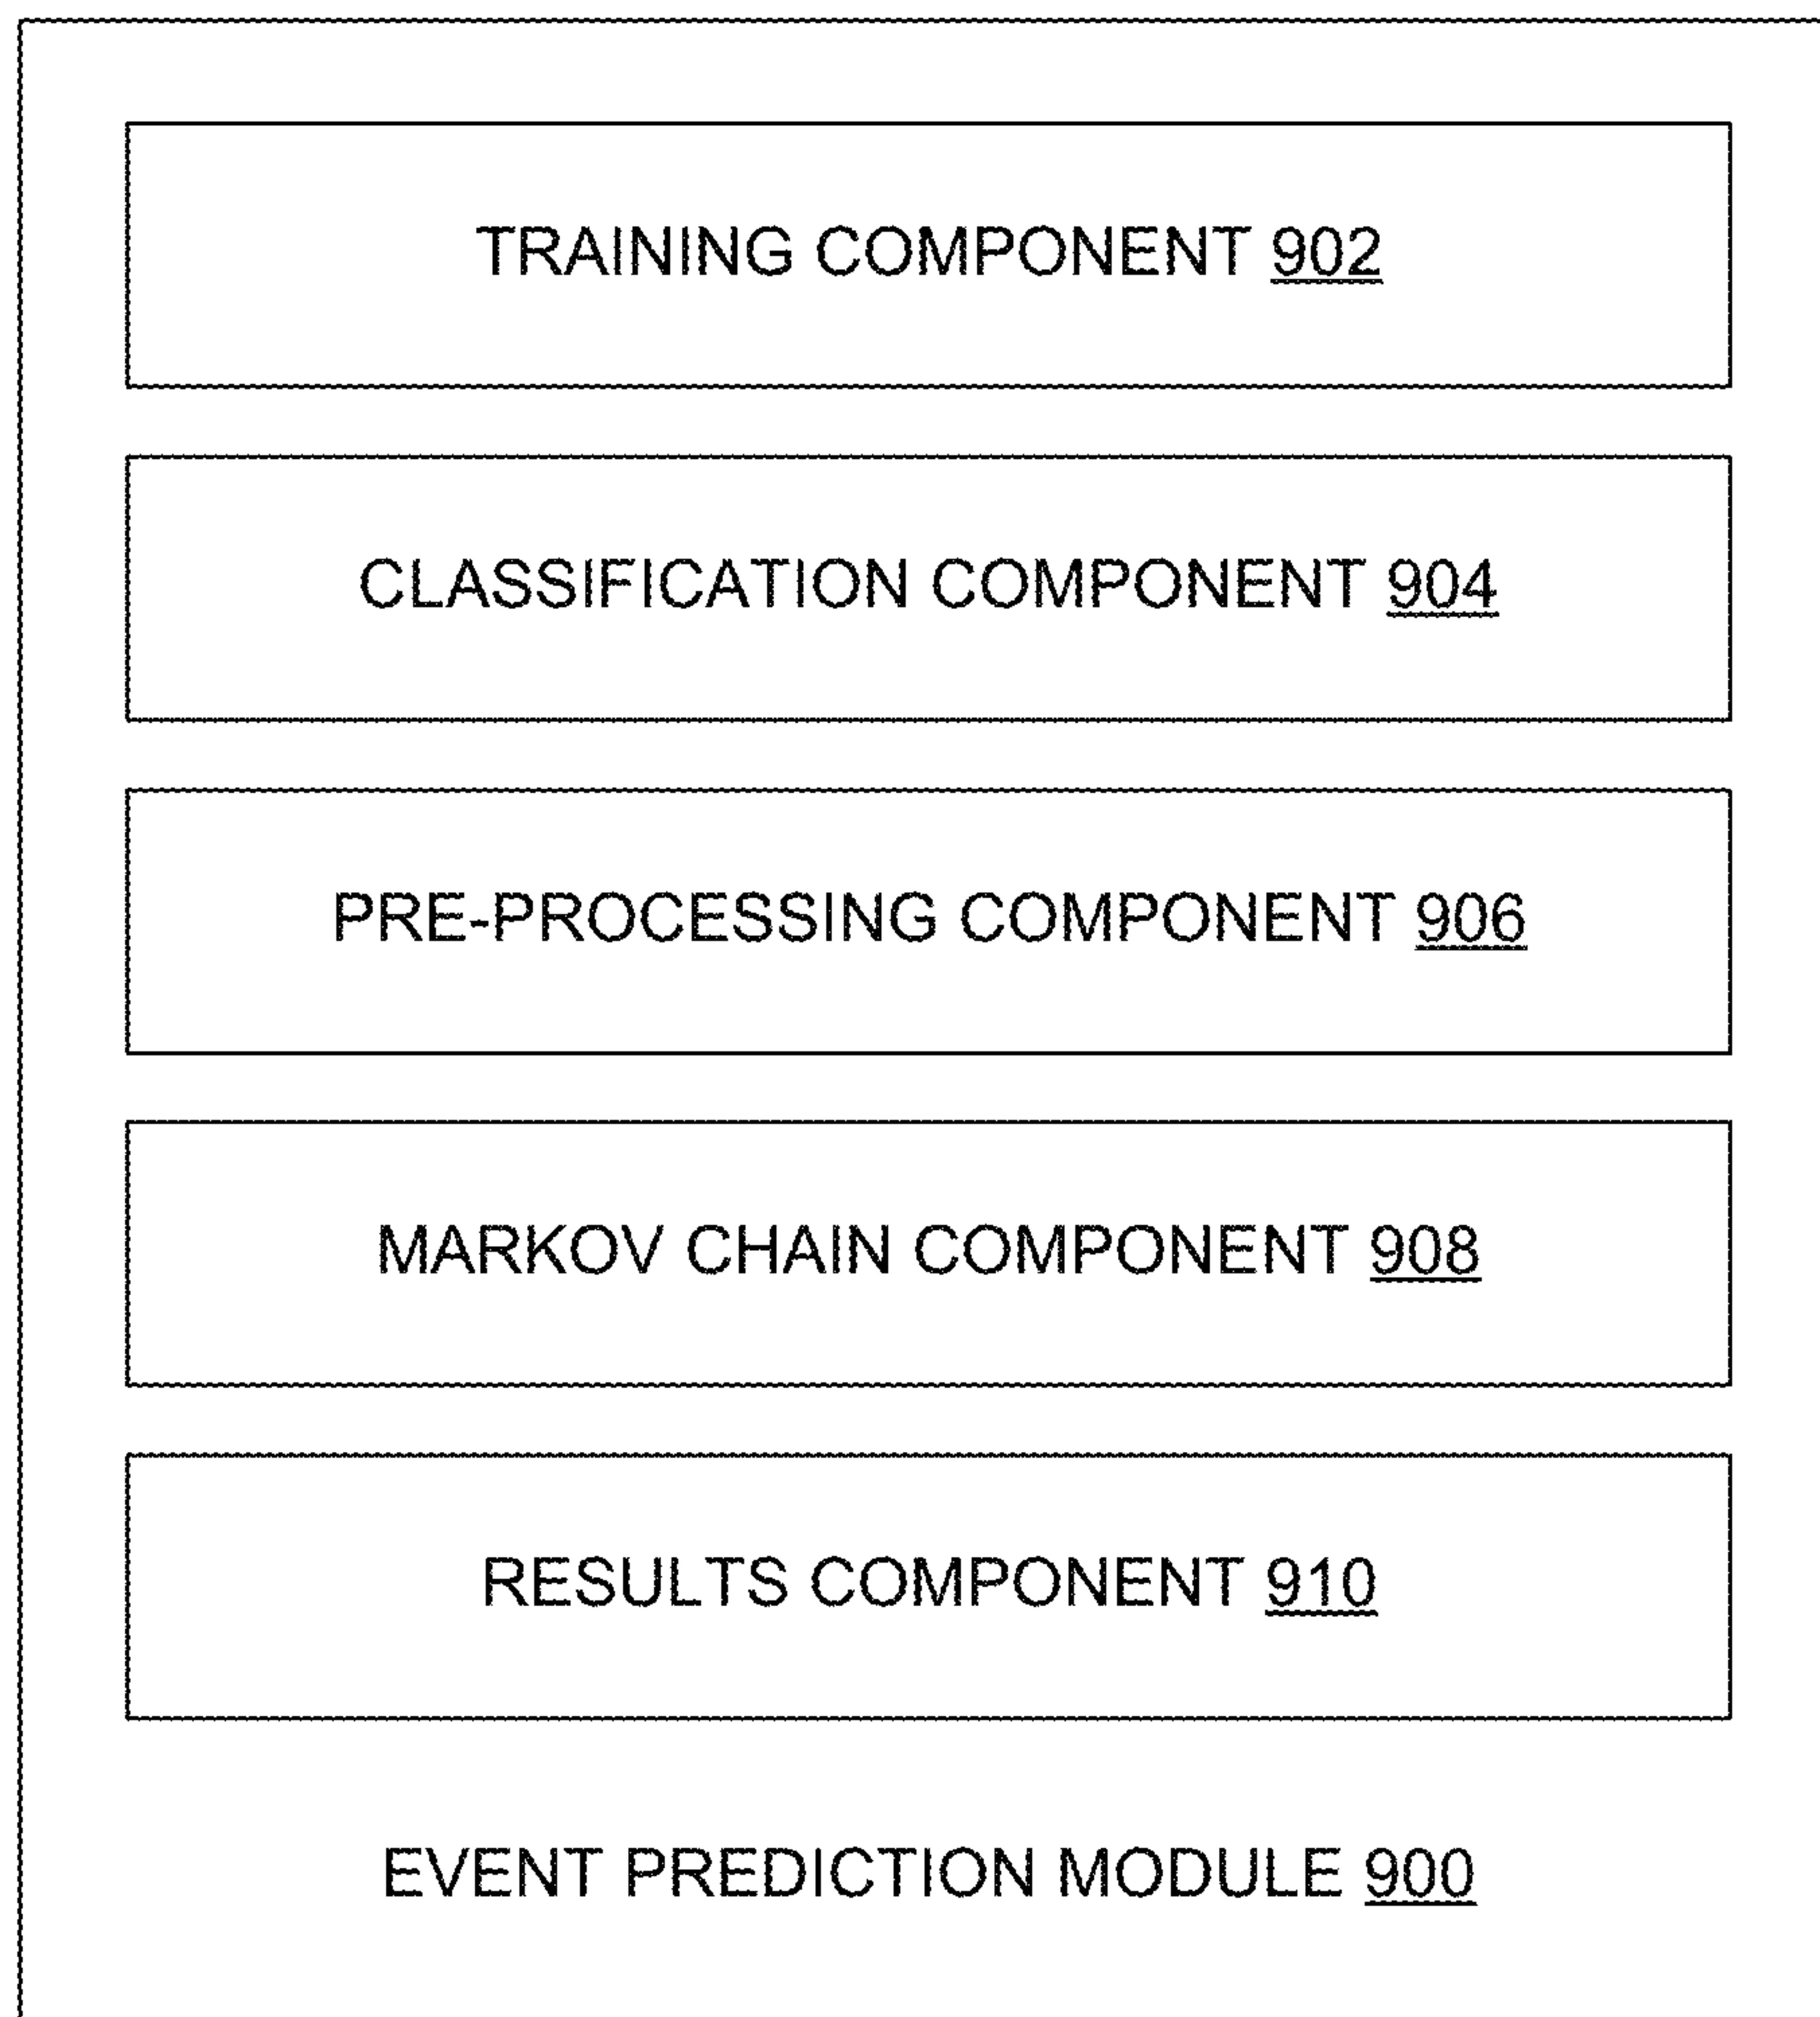 TRAINING COMPONENT 902
CLASSIFICATION COMPONENT 904
PRE-PROCESSING COMPONENT 906
MARKOV CHAIN COMPONENT 908
RESULTS COMPONENT 910
EVENT PREDICTION MODULE 900